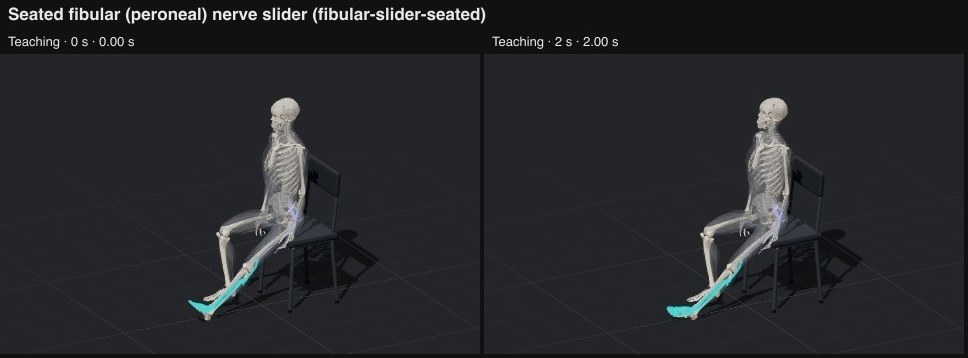 Seated fibular (peroneal) nerve slider (fibular-slider-seated)
Teaching · 0 s · 0.00 s
Teaching · 2 s · 2.00 s